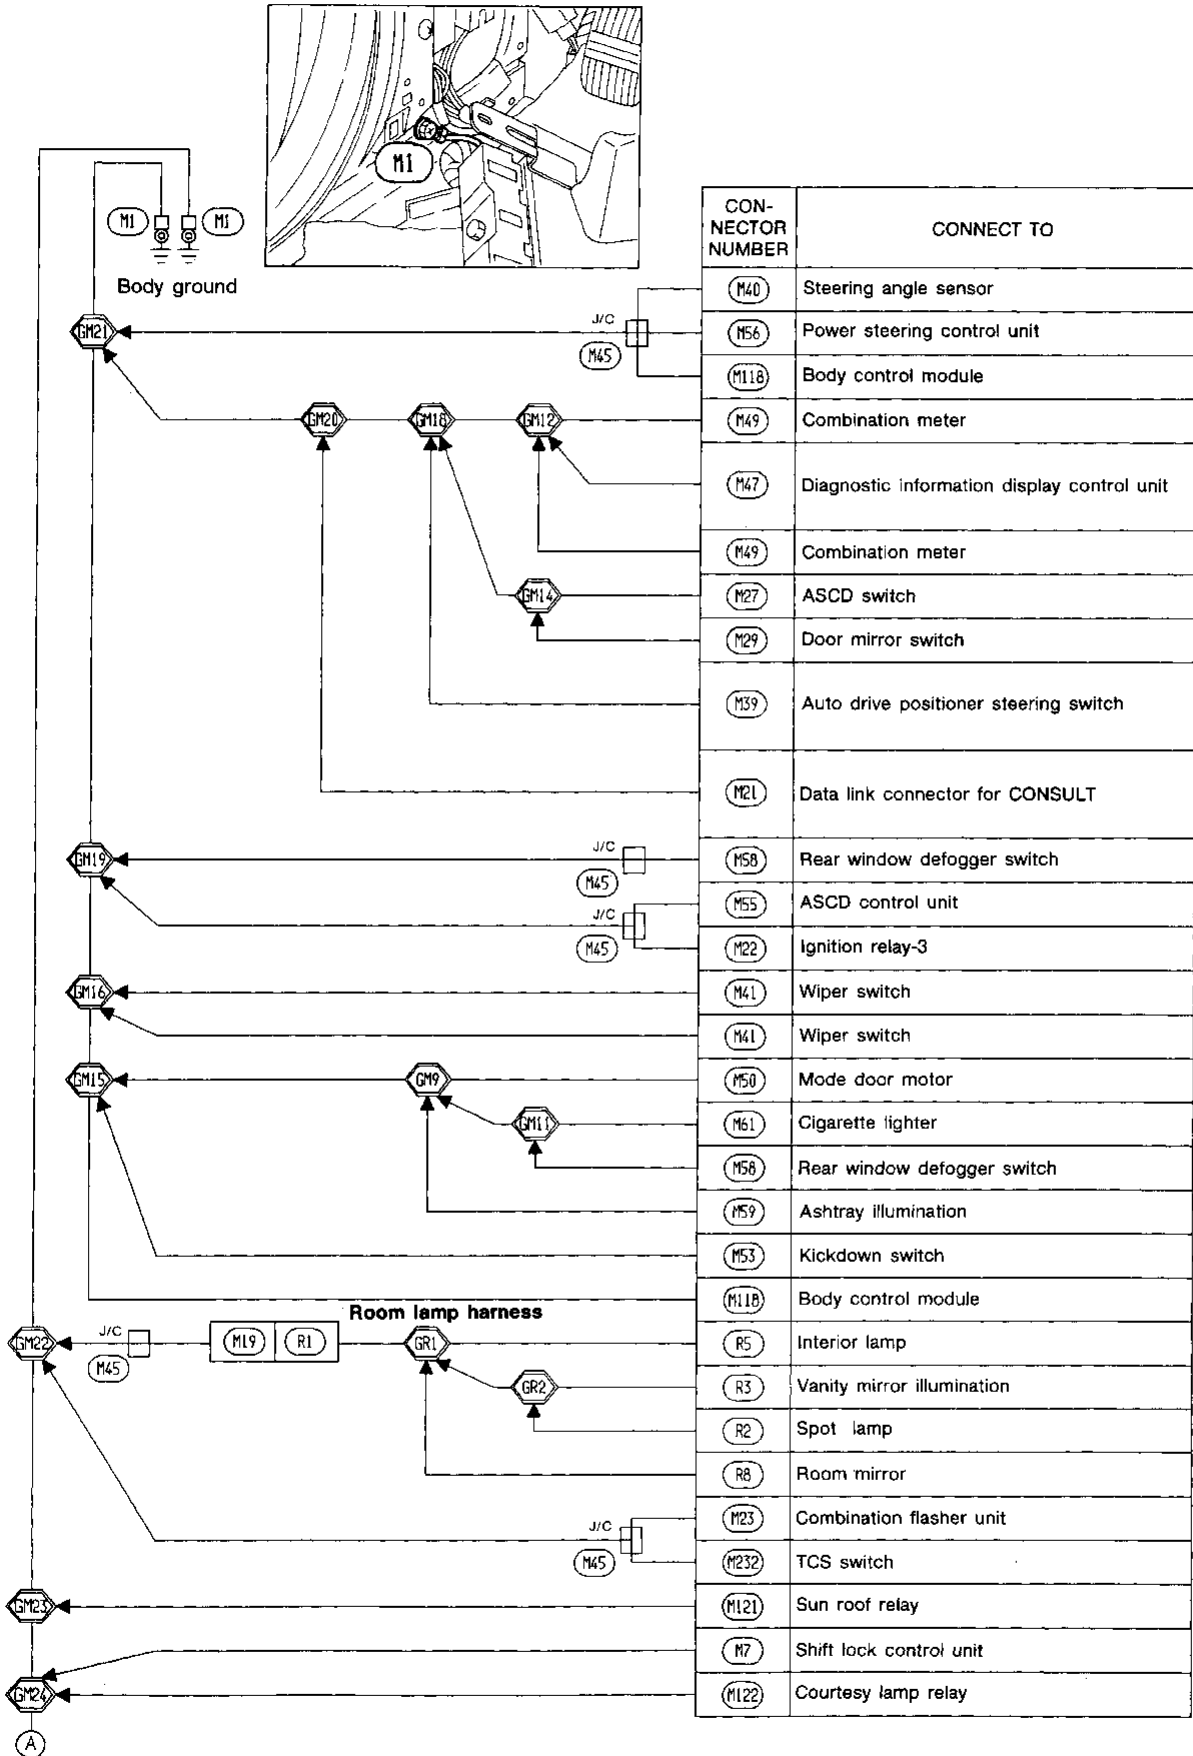 M1
M1
M1
Body ground
CON-
NECTOR
NUMBER
CONNECT TO
M40 Steering angle sensor
GM21 J/C M45 M56 Power steering control unit
M118 Body control module
GM20 GM18 GM12 M49 Combination meter
M47 Diagnostic information display control unit
M49 Combination meter
GM14 M27 ASCD switch
M29 Door mirror switch
M39 Auto drive positioner steering switch
M21 Data link connector for CONSULT
GM19 J/C M45 M58 Rear window defogger switch
J/C M45 M55 ASCD control unit
M22 Ignition relay-3
GM16 M41 Wiper switch
M41 Wiper switch
GM15 GM9 M50 Mode door motor
GM11 M61 Cigarette lighter
M58 Rear window defogger switch
M59 Ashtray illumination
M53 Kickdown switch
M118 Body control module
Room lamp harness
GM22 J/C M45 M19 R1 GR1 R5 Interior lamp
GR2 R3 Vanity mirror illumination
R2 Spot lamp
R8 Room mirror
J/C M45 M23 Combination flasher unit
M232 TCS switch
GM23 M121 Sun roof relay
M7 Shift lock control unit
GM24 M122 Courtesy lamp relay
A